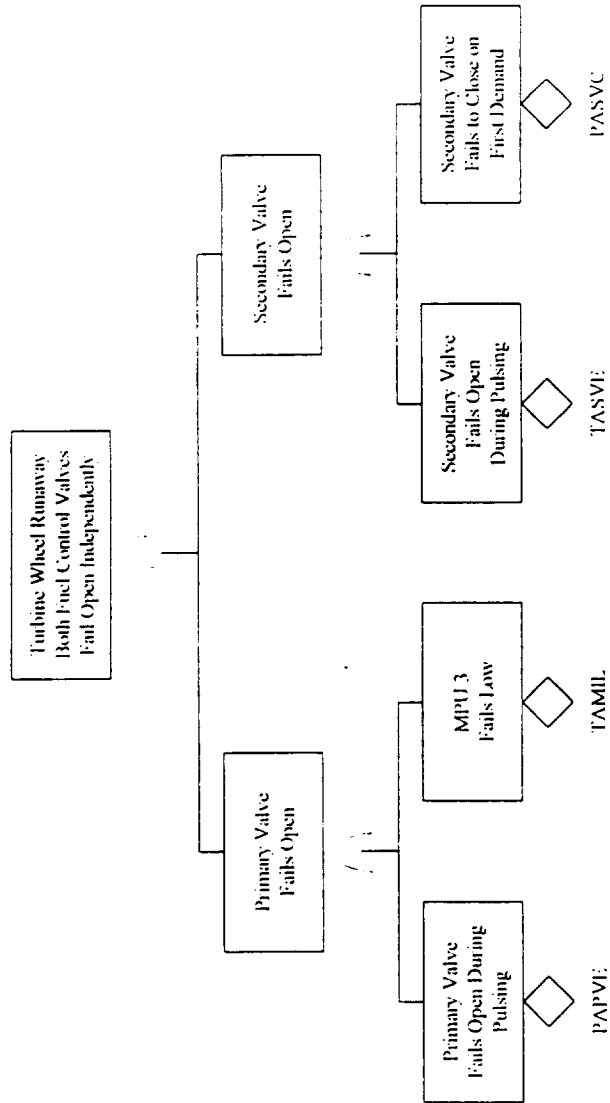 Turbine Wheel Runaway
Both Fuel Control Valves
Fail Open Independently
Primary Valve
Fails Open
Secondary Valve
Fails Open
Primary Valve
Fails Open During
Pulsing
MPU 3
Fails Low
Secondary Valve
Fails Open
During Pulsing
Secondary Valve
Fails to Close on
First Demand
PAPVE
TAMIL
TASVE
PASVC